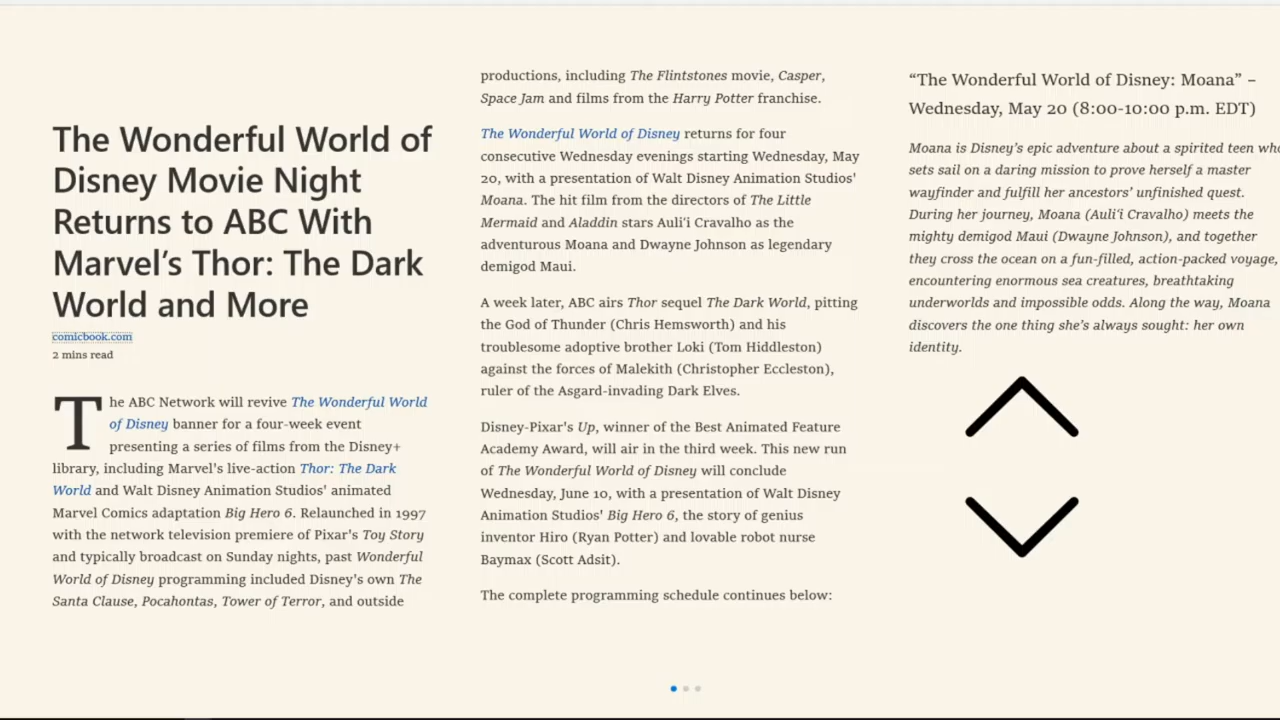 The Wonderful World of
Disney Movie Night
Returns to ABC With
Marvel’s Thor: The Dark
World and More
comicbook.com
2 mins read
The ABC Network will revive The Wonderful World
of Disney banner for a four-week event
presenting a series of films from the Disney+
library, including Marvel's live-action Thor: The Dark
World and Walt Disney Animation Studios' animated
Marvel Comics adaptation Big Hero 6. Relaunched in 1997
with the network television premiere of Pixar's Toy Story
and typically broadcast on Sunday nights, past Wonderful
World of Disney programming included Disney's own The
Santa Clause, Pocahontas, Tower of Terror, and outside
productions, including The Flintstones movie, Casper,
Space Jam and films from the Harry Potter franchise.
The Wonderful World of Disney returns for four
consecutive Wednesday evenings starting Wednesday, May
20, with a presentation of Walt Disney Animation Studios'
Moana. The hit film from the directors of The Little
Mermaid and Aladdin stars Auli'i Cravalho as the
adventurous Moana and Dwayne Johnson as legendary
demigod Maui.
A week later, ABC airs Thor sequel The Dark World, pitting
the God of Thunder (Chris Hemsworth) and his
troublesome adoptive brother Loki (Tom Hiddleston)
against the forces of Malekith (Christopher Eccleston),
ruler of the Asgard-invading Dark Elves.
Disney-Pixar's Up, winner of the Best Animated Feature
Academy Award, will air in the third week. This new run
of The Wonderful World of Disney will conclude
Wednesday, June 10, with a presentation of Walt Disney
Animation Studios' Big Hero 6, the story of genius
inventor Hiro (Ryan Potter) and lovable robot nurse
Baymax (Scott Adsit).
The complete programming schedule continues below:
“The Wonderful World of Disney: Moana” –
Wednesday, May 20 (8:00-10:00 p.m. EDT)
Moana is Disney’s epic adventure about a spirited teen who
sets sail on a daring mission to prove herself a master
wayfinder and fulfill her ancestors’ unfinished quest.
During her journey, Moana (Auli‘i Cravalho) meets the
mighty demigod Maui (Dwayne Johnson), and together
they cross the ocean on a fun-filled, action-packed voyage,
encountering enormous sea creatures, breathtaking
underworlds and impossible odds. Along the way, Moana
discovers the one thing she’s always sought: her own
identity.